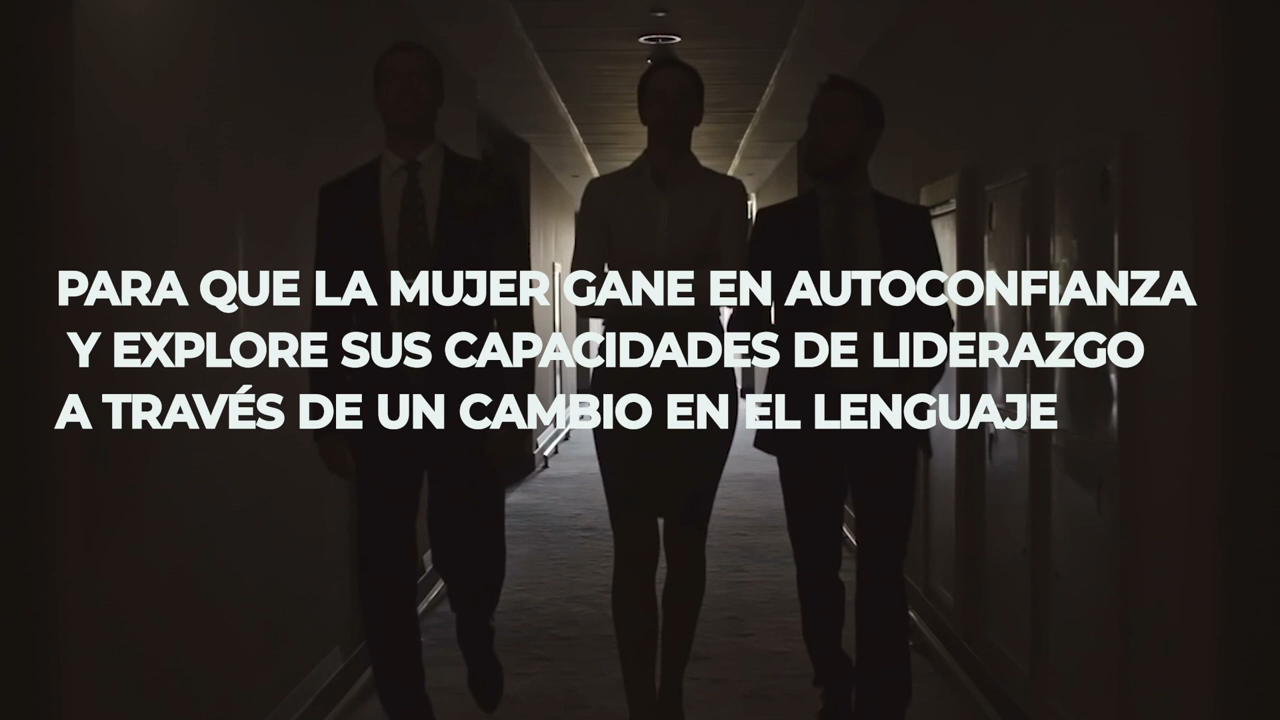 PARA QUE LA MUJER GANE EN AUTOCONFIANZA
Y EXPLORE SUS CAPACIDADES DE LIDERAZGO
A TRAVÉS DE UN CAMBIO EN EL LENGUAJE